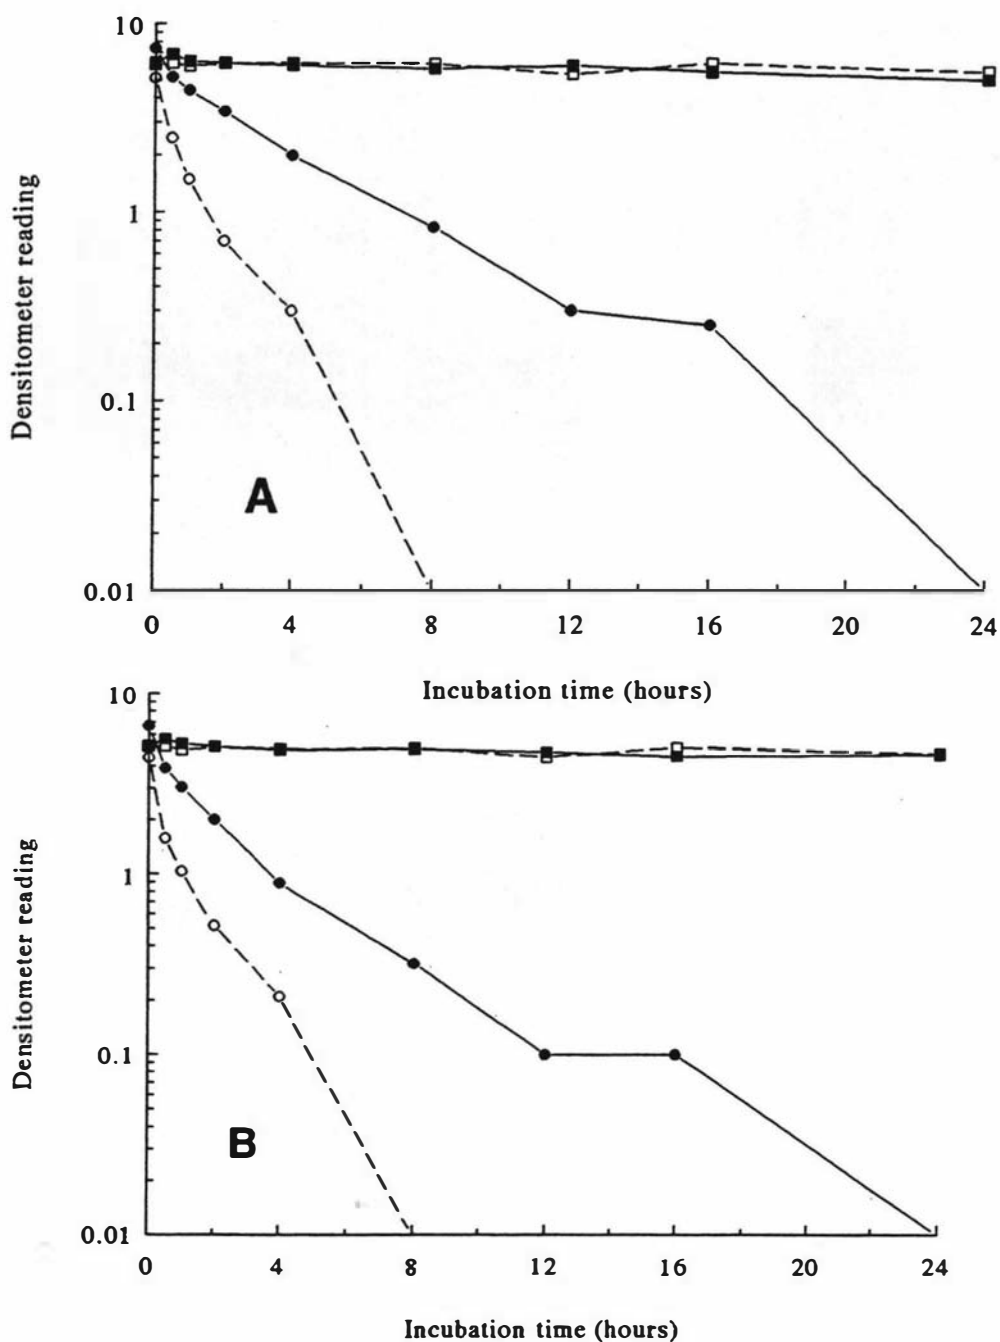 10
1
0.1
0.01
Densitometer reading
A
0 4 8 12 16 20 24
Incubation time (hours)
10
1
0.1
0.01
Densitometer reading
B
0 4 8 12 16 20 24
Incubation time (hours)